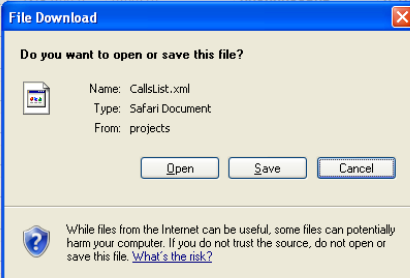 File Download
Do you want to open or save this file?
Name: CallsList.xml
Type: Safari Document
From: projects
Open Save Cancel
While files from the Internet can be useful, some files can potentially
harm your computer. If you do not trust the source, do not open or
save this file. What's the risk?